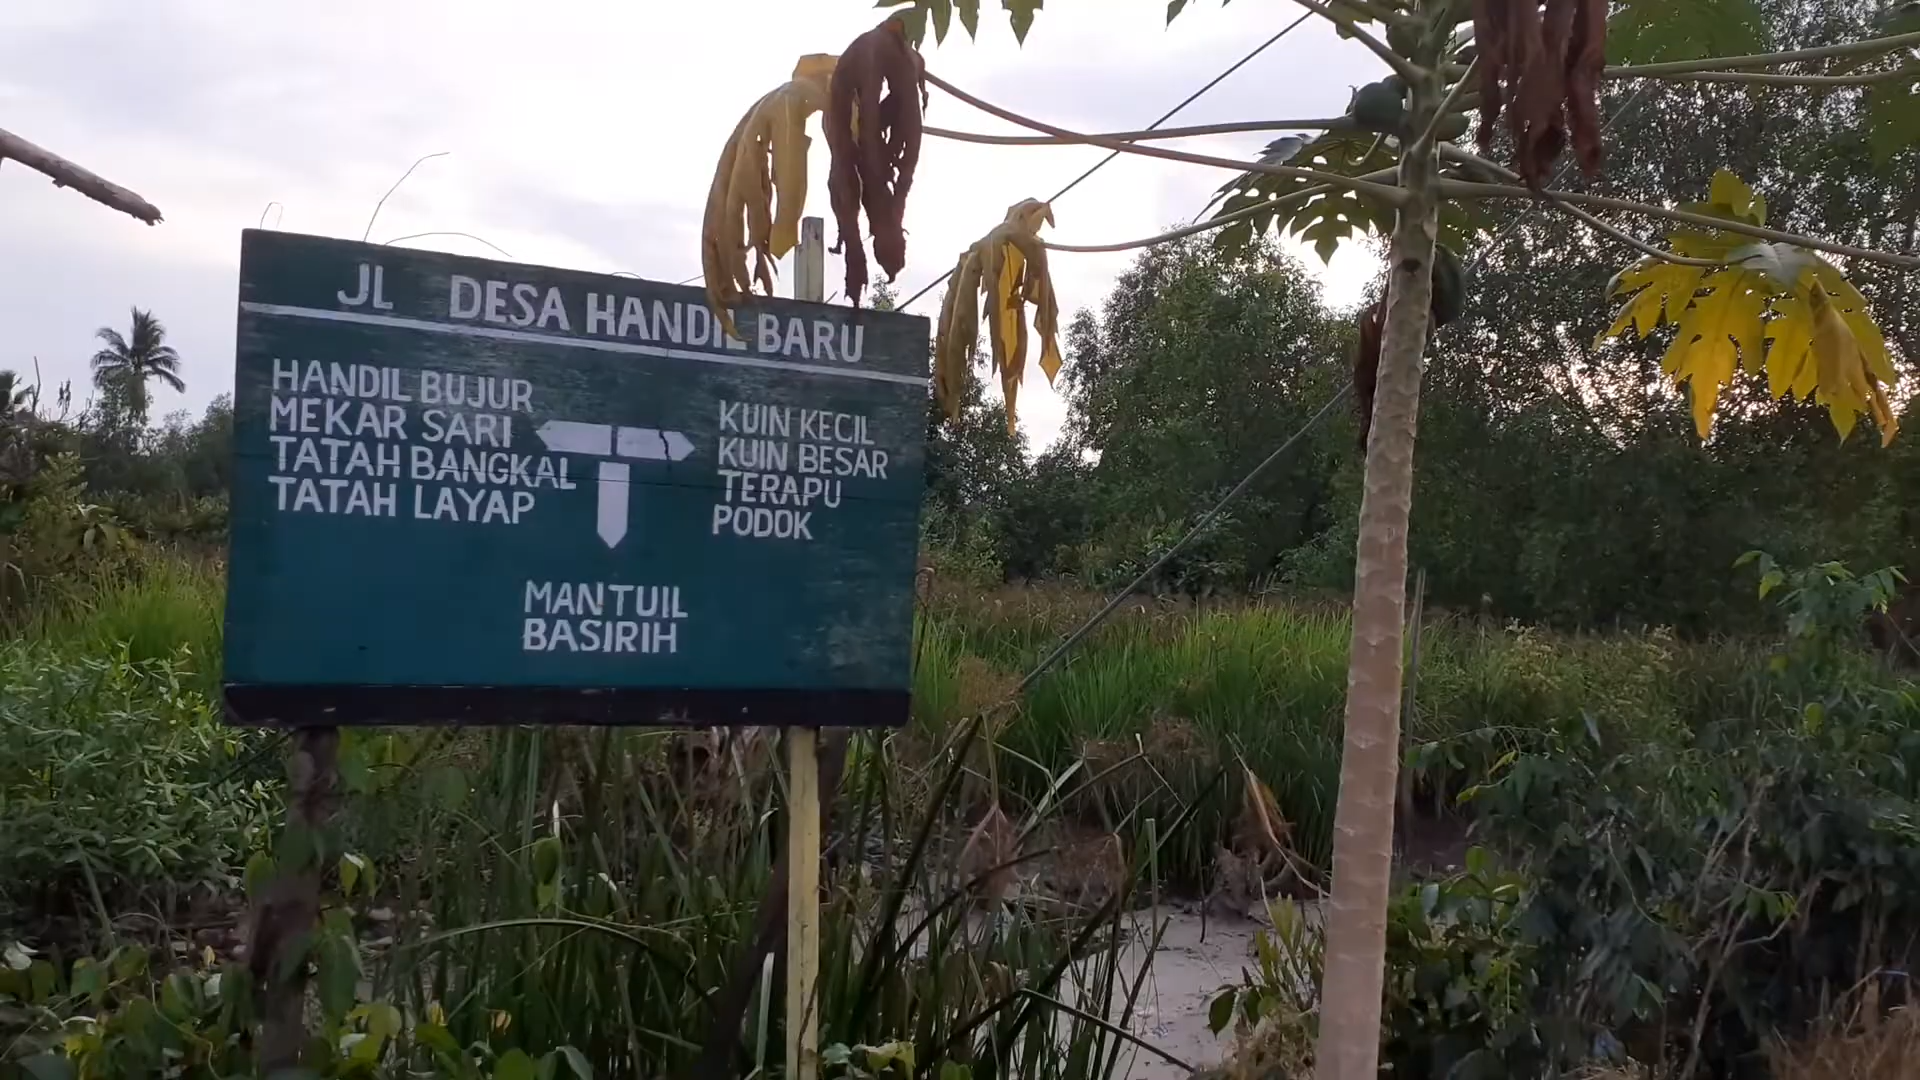 JL DESA HANDIL BARU
HANDIL BUJUR
MEKAR SARI
TATAH BANGKAL
TATAH LAYAP
KUIN KECIL
KUIN BESAR
TERAPU
PODOK
MANTUIL
BASIRIH